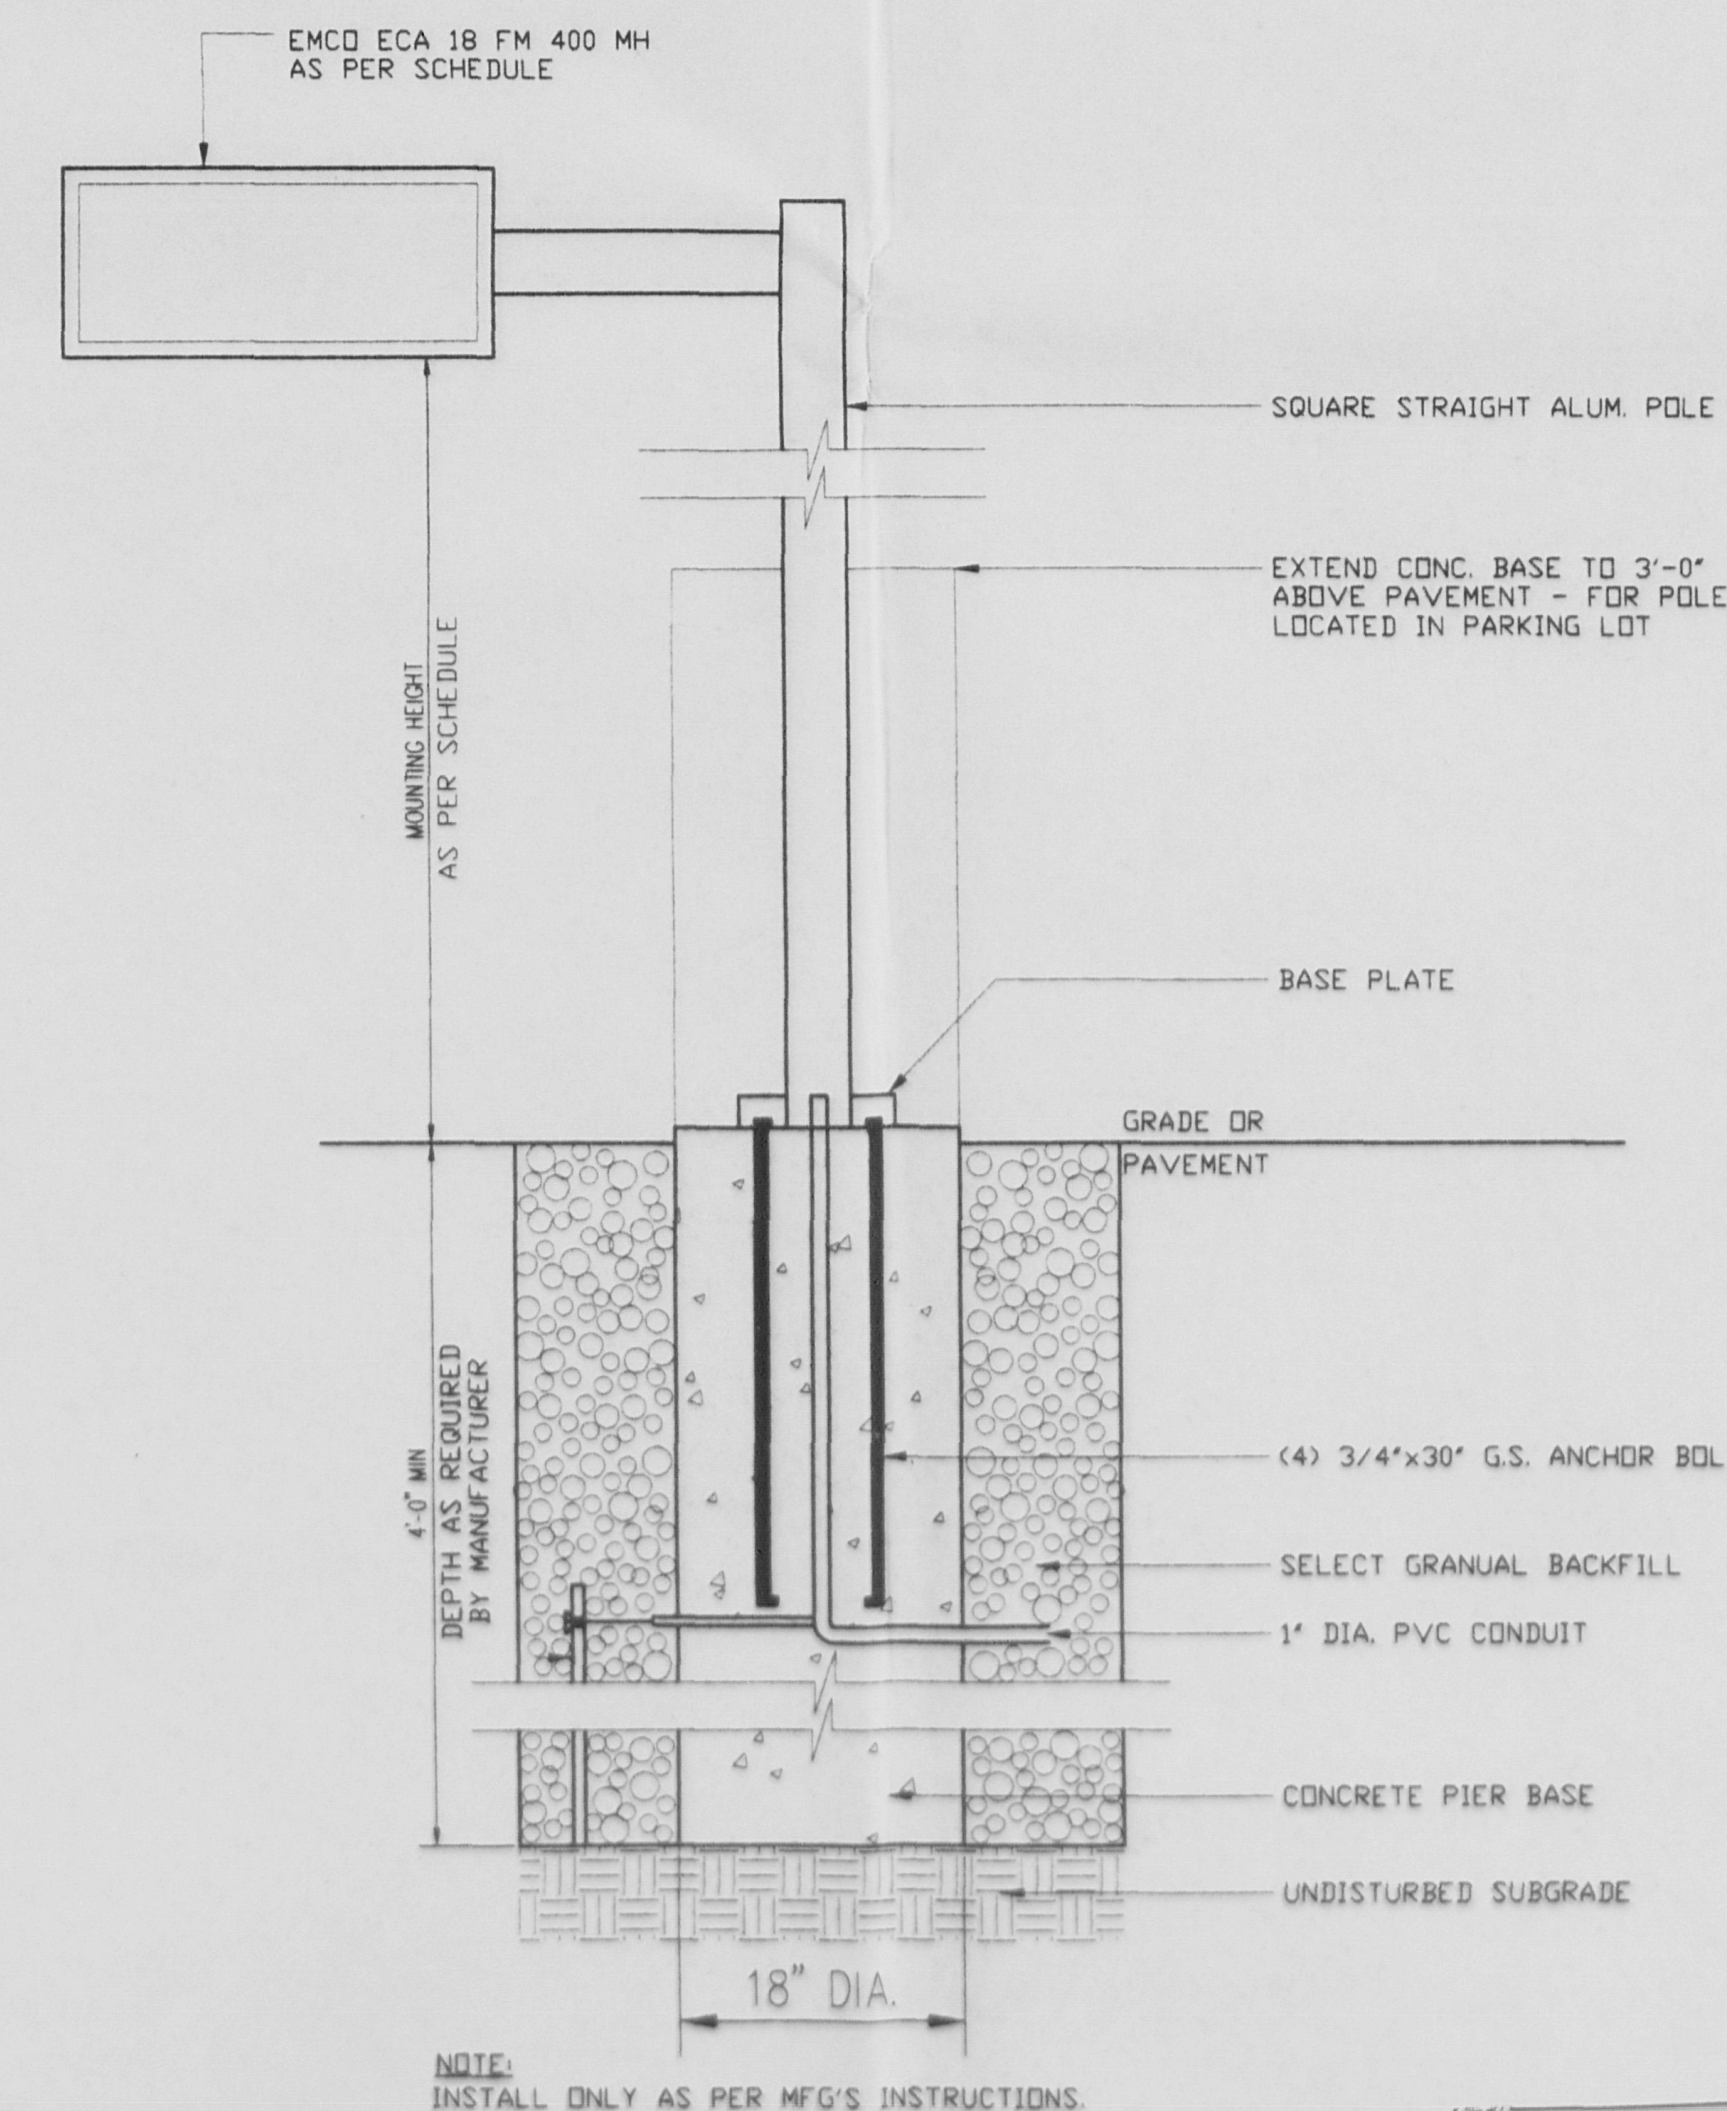 EMCO ECA 18 FM 400 MH
AS PER SCHEDULE
SQUARE STRAIGHT ALUM. POLE
EXTEND CONC. BASE TO 3'-0"
ABOVE PAVEMENT - FOR POLE
LOCATED IN PARKING LOT
MOUNTING HEIGHT
AS PER SCHEDULE
BASE PLATE
GRADE OR
PAVEMENT
4'-0" MIN
DEPTH AS REQUIRED
BY MANUFACTURER
(4) 3/4"x30" G.S. ANCHOR BOL
SELECT GRANUAL BACKFILL
1" DIA. PVC CONDUIT
CONCRETE PIER BASE
UNDISTURBED SUBGRADE
18" DIA.
NOTE:
INSTALL ONLY AS PER MFG'S INSTRUCTIONS.